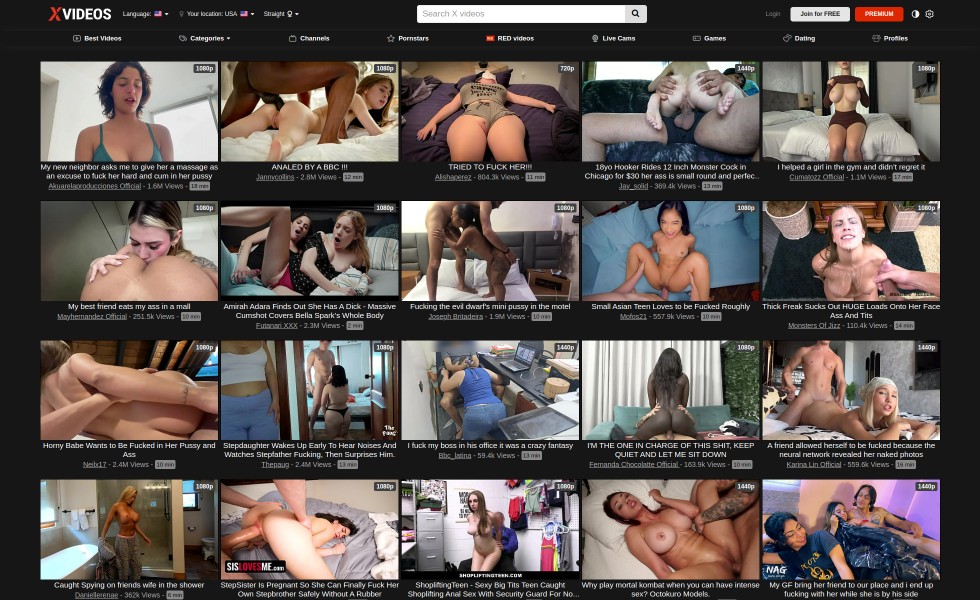 XVIDEOS
Language:
Your location: USA
Straight
Search X videos
Login
Join for FREE
PREMIUM
Best Videos
Categories
Channels
Pornstars
RED videos
Live Cams
Games
Dating
Profiles
1080p
1080p
720p
1440p
1080p
My new neighbor asks me to give her a massage as
an excuse to fuck her hard and cum in her pussy
Akuarelaproducciones Official - 1.6M Views - 18 min
ANALED BY A BBC !!!
Jannycollins - 2.8M Views - 12 min
TRIED TO FUCK HER!!!
Alishaperez - 804.3k Views - 11 min
18yo Hooker Rides 12 Inch Monster Cock in
Chicago for $30 her ass is small round and perfec..
Jay_solid - 369.4k Views - 13 min
I helped a girl in the gym and didn't regret it
Cumatozz Official - 1.1M Views - 17 min
1080p
1080p
1080p
1080p
1080p
My best friend eats my ass in a mall
Mayhernandez Official - 251.5k Views - 10 min
Amirah Adara Finds Out She Has A Dick - Massive
Cumshot Covers Bella Spark's Whole Body
Futanari XXX - 2.3M Views - 2 min
Fucking the evil dwarf's mini pussy in the motel
Joseph Britadeira - 1.9M Views - 10 min
Small Asian Teen Loves to be Fucked Roughly
Mofos21 - 557.9k Views - 10 min
Thick Freak Sucks Out HUGE Loads Onto Her Face
Ass And Tits
Monsters Of Jizz - 110.4k Views - 14 min
1080p
1080p
1440p
1080p
1440p
Horny Babe Wants to Be Fucked in Her Pussy and
Ass
Neilx17 - 2.4M Views - 10 min
Stepdaughter Wakes Up Early To Hear Noises And
Watches Stepfather Fucking, Then Surprises Him.
Thepaug - 2.4M Views - 13 min
I fuck my boss in his office it was a crazy fantasy
Bbc_latina - 59.4k Views - 13 min
I'M THE ONE IN CHARGE OF THIS SHIT, KEEP
QUIET AND LET ME SIT DOWN
Fernanda Chocolatte Official - 163.9k Views - 10 min
A friend allowed herself to be fucked because the
neural network revealed her naked photos
Karina Lin Official - 559.6k Views - 16 min
1080p
1080p
1080p
1440p
1440p
SISLOVESME.COM
SHOPLIFTINGTEEN.COM
NAG
Caught Spying on friends wife in the shower
Daniellerenae - 362k Views - 8 min
StepSister Is Pregnant So She Can Finally Fuck Her
Own Stepbrother Safely Without A Rubber
ShopliftingTeen - Sexy Big Tits Teen Caught
Shoplifting Anal Sex With Security Guard For No...
Why play mortal kombat when you can have intense
sex? Octokuro Models.
My GF bring her friend to our place and i end up
fucking with her while she is by his side